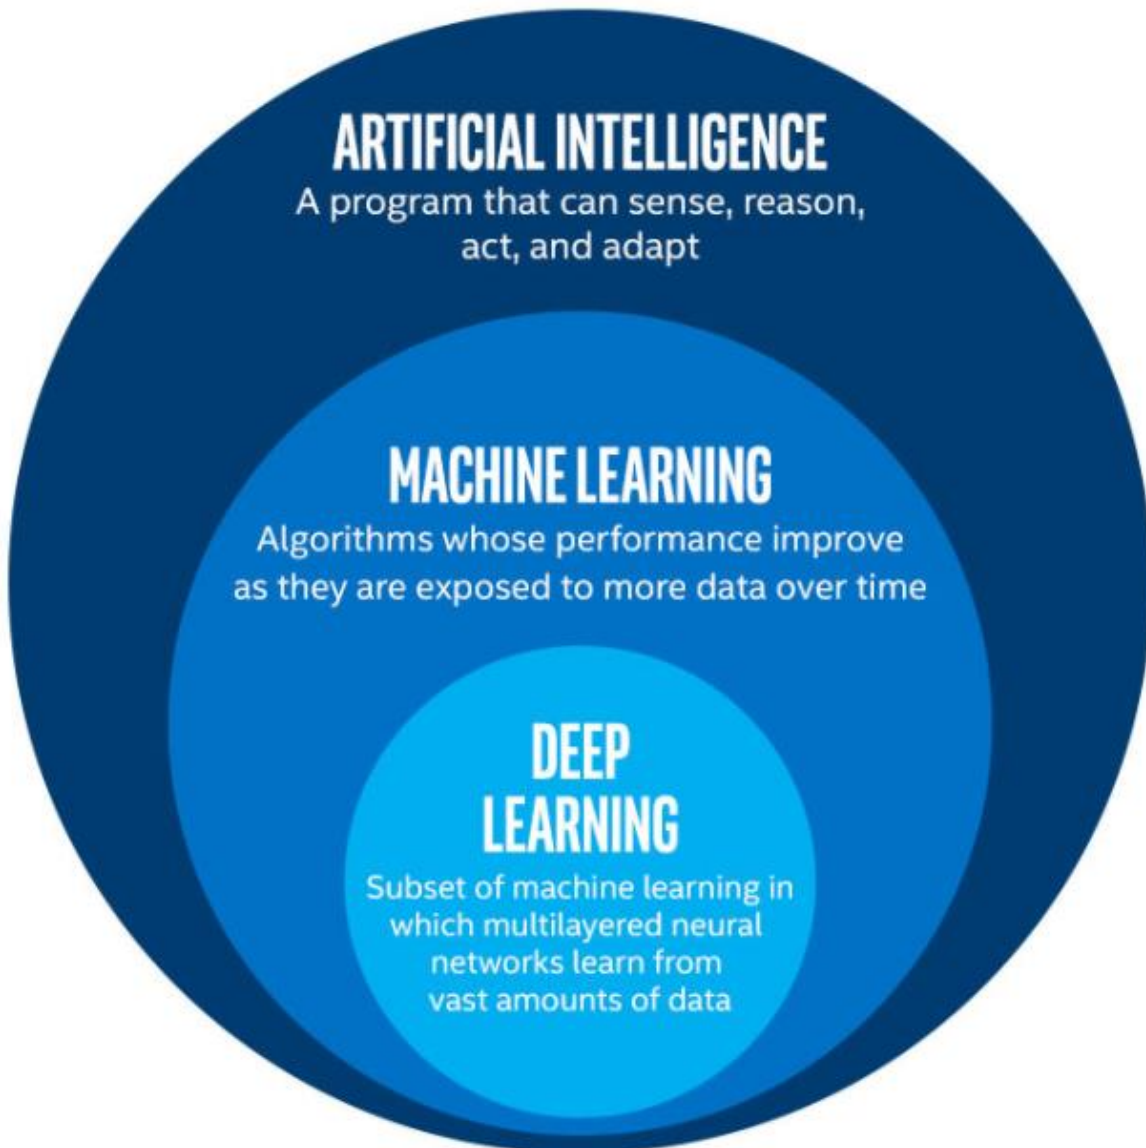 ARTIFICIAL INTELLIGENCE
A program that can sense, reason,
act, and adapt
MACHINE LEARNING
Algorithms whose performance improve
as they are exposed to more data over time
DEEP
LEARNING
Subset of machine learning in
which multilayered neural
networks learn from
vast amounts of data